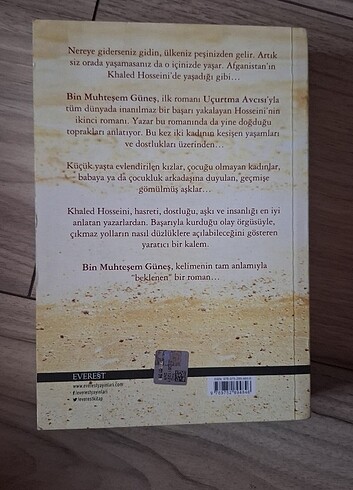 Nereye giderseniz gidin, ülkeniz peşinizden gelir. Artık
siz orada yaşamasanız da o içinizde yaşar. Afganistan'ın
Khaled Hosseini'de yaşadığı gibi…
Bin Muhteşem Güneş, ilk romanı Uçurtma Avcısı'yla
tüm dünyada inanılmaz bir başarı yakalayan Hosseini'nin
ikinci romanı. Yazar bu romanında da yine doğduğu
toprakları anlatıyor. Bu kez iki kadının kesişen yaşamları
ve dostlukları üzerinden…
Küçük yaşta evlendirilen kızlar, çocuğu olmayan kadınlar,
babaya ya da çocukluk arkadaşına duyulan, geçmişe
gömülmüş aşklar…
Khaled Hosseini, hasreti, dostluğu, aşkı ve insanlığı en iyi
anlatan yazarlardan. Başarıyla kurduğu olay örgüsüyle,
çıkmaz yolların nasıl düzlüklere açılabileceğini gösteren
yaratıcı bir kalem.
Bin Muhteşem Güneş, kelimenin tam anlamıyla
"beklenen" bir roman…
EVEREST
www.everestyayinlari.com
/everestyayinlari
/everestkitap